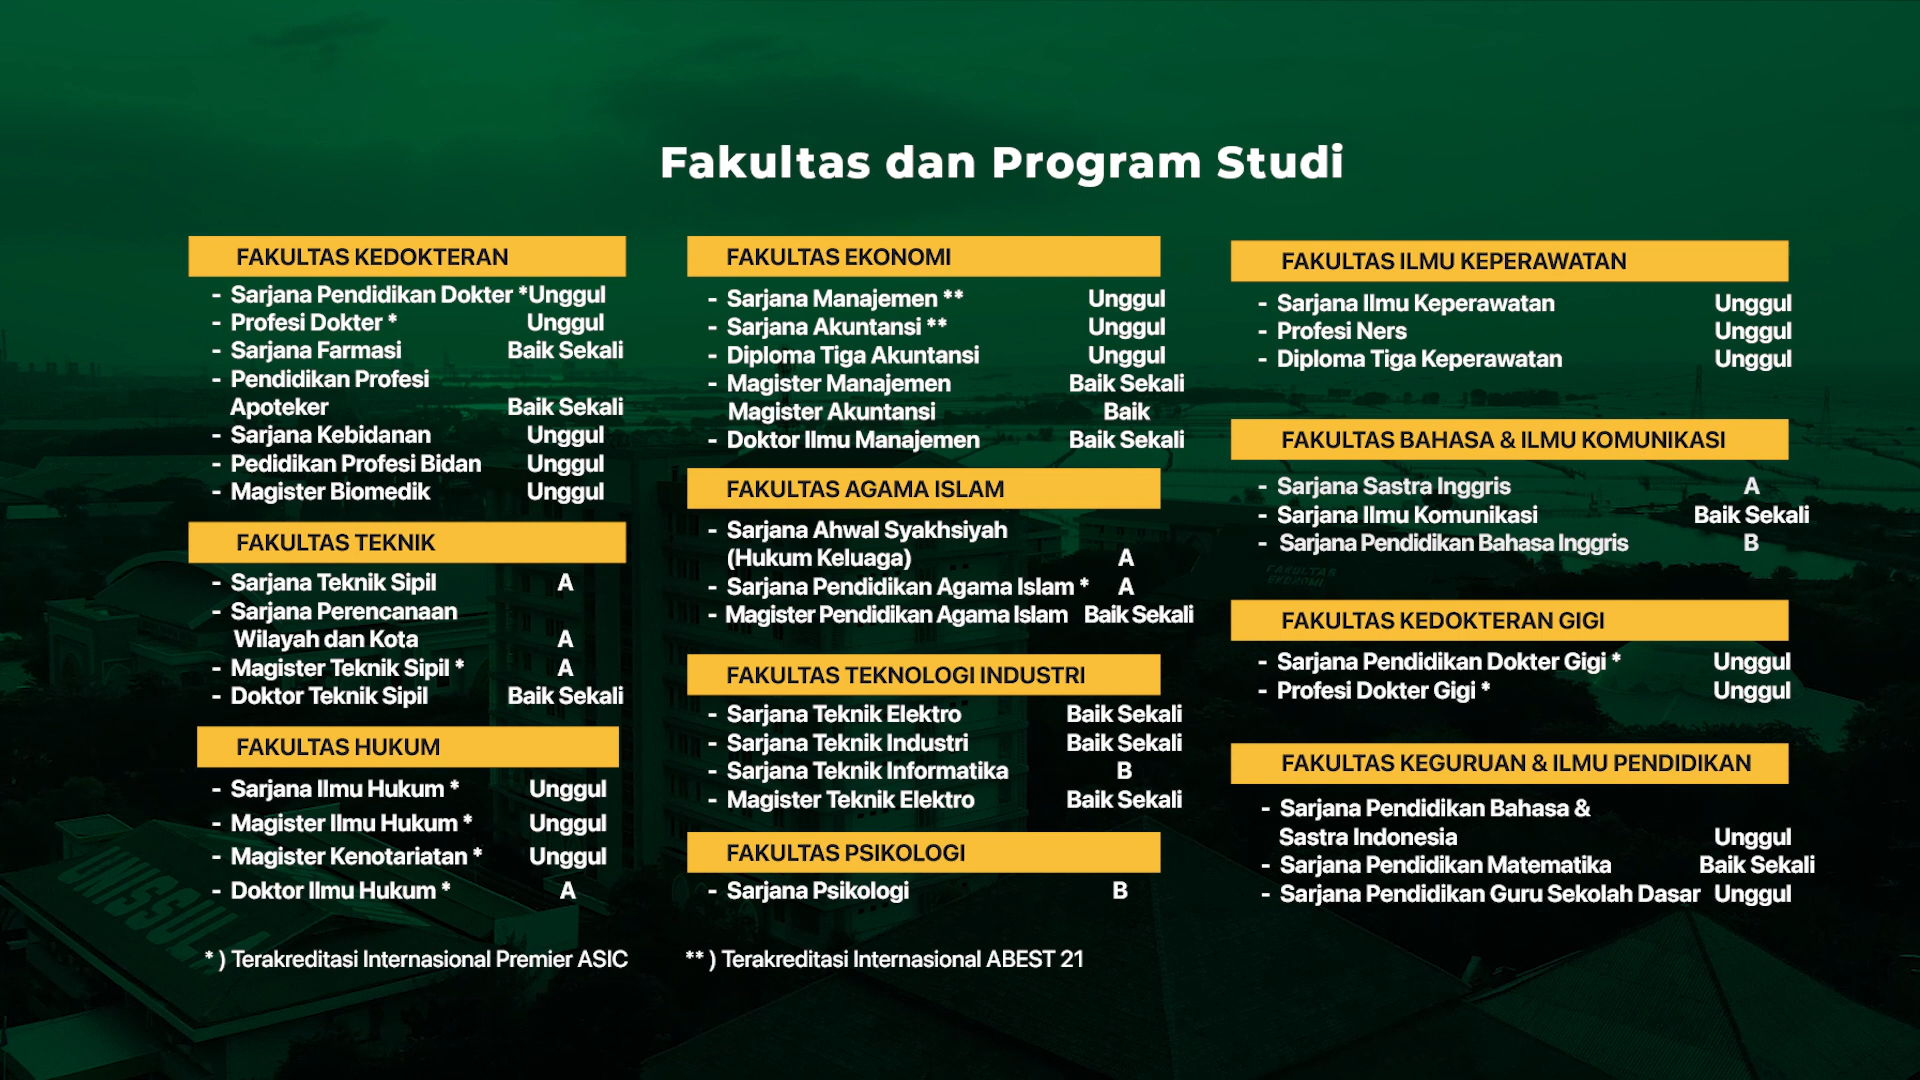 Fakultas dan Program Studi
FAKULTAS KEDOKTERAN
- Sarjana Pendidikan Dokter * Unggul
- Profesi Dokter * Unggul
- Sarjana Farmasi Baik Sekali
- Pendidikan Profesi
Apoteker Baik Sekali
- Sarjana Kebidanan Unggul
- Pedidikan Profesi Bidan Unggul
- Magister Biomedik Unggul
FAKULTAS TEKNIK
- Sarjana Teknik Sipil A
- Sarjana Perencanaan
Wilayah dan Kota A
- Magister Teknik Sipil * A
- Doktor Teknik Sipil Baik Sekali
FAKULTAS HUKUM
- Sarjana Ilmu Hukum * Unggul
- Magister Ilmu Hukum * Unggul
- Magister Kenotariatan * Unggul
- Doktor Ilmu Hukum * A
* ) Terakreditasi Internasional Premier ASIC
FAKULTAS EKONOMI
- Sarjana Manajemen ** Unggul
- Sarjana Akuntansi ** Unggul
- Diploma Tiga Akuntansi Unggul
- Magister Manajemen Baik Sekali
Magister Akuntansi Baik
- Doktor Ilmu Manajemen Baik Sekali
FAKULTAS AGAMA ISLAM
- Sarjana Ahwal Syakhsiyah
(Hukum Keluaga) A
- Sarjana Pendidikan Agama Islam * A
- Magister Pendidikan Agama Islam Baik Sekali
FAKULTAS TEKNOLOGI INDUSTRI
- Sarjana Teknik Elektro Baik Sekali
- Sarjana Teknik Industri Baik Sekali
- Sarjana Teknik Informatika B
- Magister Teknik Elektro Baik Sekali
FAKULTAS PSIKOLOGI
- Sarjana Psikologi B
** ) Terakreditasi Internasional ABEST 21
FAKULTAS ILMU KEPERAWATAN
- Sarjana Ilmu Keperawatan Unggul
- Profesi Ners Unggul
- Diploma Tiga Keperawatan Unggul
FAKULTAS BAHASA & ILMU KOMUNIKASI
- Sarjana Sastra Inggris A
- Sarjana Ilmu Komunikasi Baik Sekali
- Sarjana Pendidikan Bahasa Inggris B
FAKULTAS EKONOMI
FAKULTAS KEDOKTERAN GIGI
- Sarjana Pendidikan Dokter Gigi * Unggul
- Profesi Dokter Gigi * Unggul
FAKULTAS KEGURUAN & ILMU PENDIDIKAN
- Sarjana Pendidikan Bahasa &
Sastra Indonesia Unggul
- Sarjana Pendidikan Matematika Baik Sekali
- Sarjana Pendidikan Guru Sekolah Dasar Unggul
UNISSULA